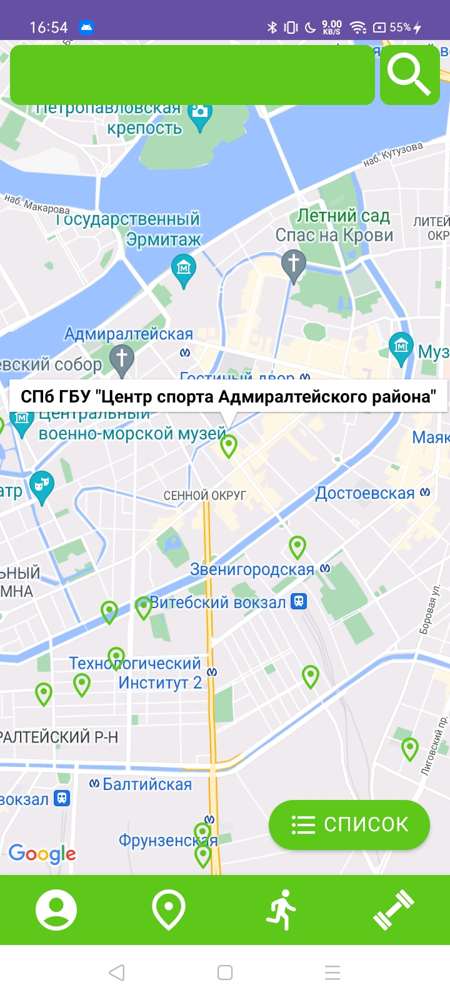 16:54
9.00
KB/S
55%
Петропавловская
крепость
наб. Кутузова
наб. Макарова
Государственный
Эрмитаж
Летний сад
Спас на Крови
ЛИТЕЙ
ОКР
Адмиралтейская
Муз
евский собор
Гостиный двор
СПб ГБУ "Центр спорта Адмиралтейского района"
Центральный
военно-морской музей
Маяк
атр
СЕННОЙ ОКРУГ
Достоевская
Звенигородская
ЬНЫЙ
МНА
Витебский вокзал
Боровая ул.
Технологический
Институт 2
РАЛТЕЙСКИЙ Р-Н
Лиговский пр.
Балтийская
вокзал
СПИСОК
Фрунзенская
Google